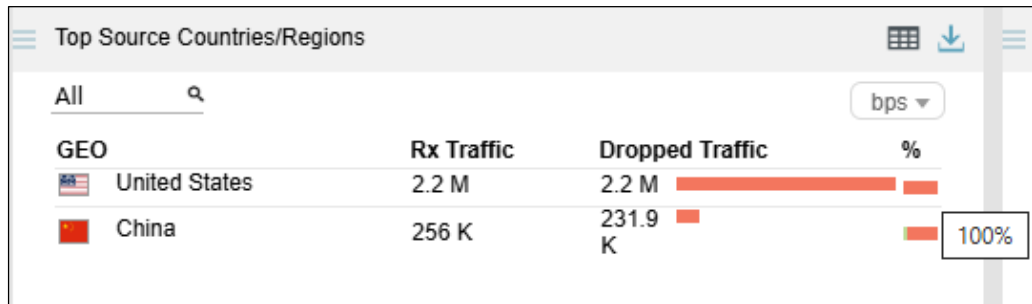 Top Source Countries/Regions
All
bps
GEO Rx Traffic Dropped Traffic %
United States 2.2 M 2.2 M
China 256 K 231.9 K
100%